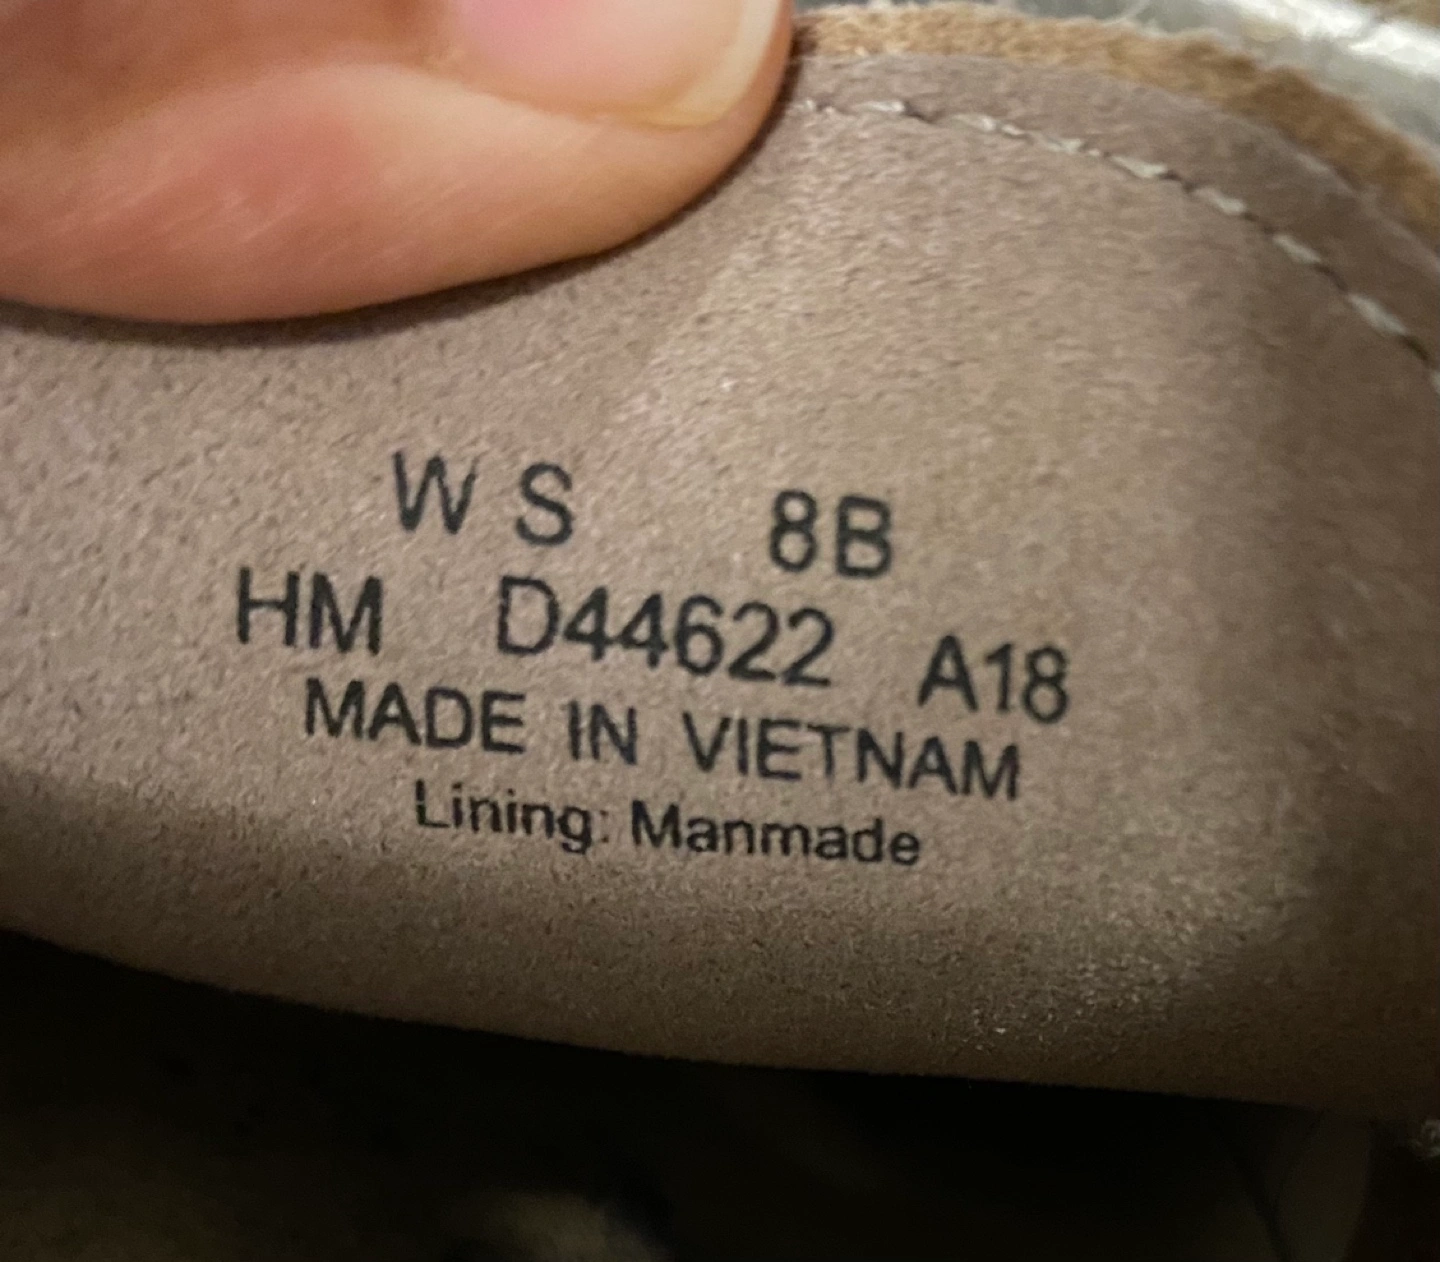 W S 8B
HM D44622 A18
MADE IN VIETNAM
Lining: Manmade